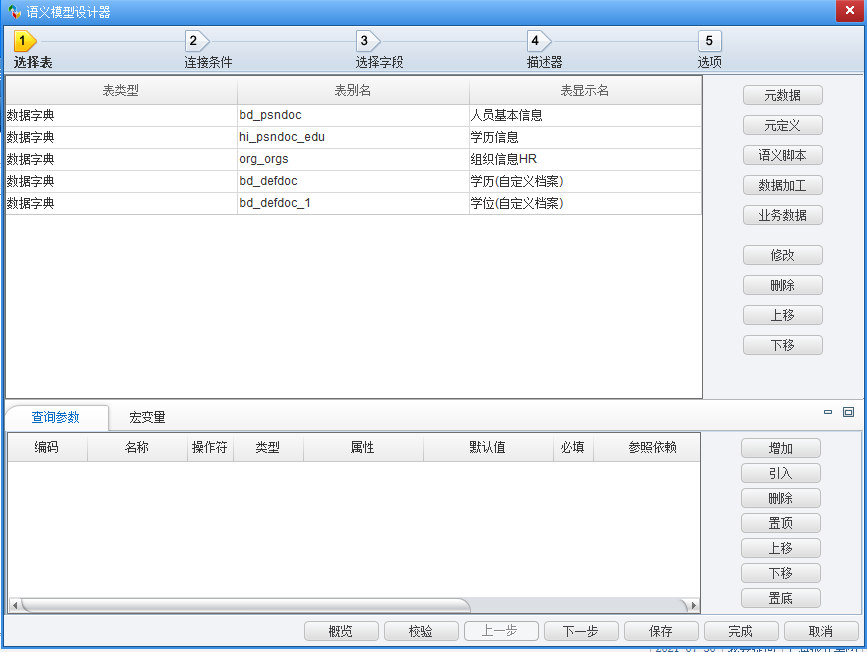 语义模型设计器
1 2 3 4 5
选择表 连接条件 选择字段 描述器 选项
表类型 表别名 表显示名
数据字典 bd_psndoc 人员基本信息
数据字典 hi_psndoc_edu 学历信息
数据字典 org_orgs 组织信息HR
数据字典 bd_defdoc 学历(自定义档案)
数据字典 bd_defdoc_1 学位(自定义档案)
元数据
元定义
语义脚本
数据加工
业务数据
修改
删除
上移
下移
查询参数 宏变量
编码 名称 操作符 类型 属性 默认值 必填 参照依赖
增加
引入
删除
置顶
上移
下移
置底
概览 校验 上一步 下一步 保存 完成 取消